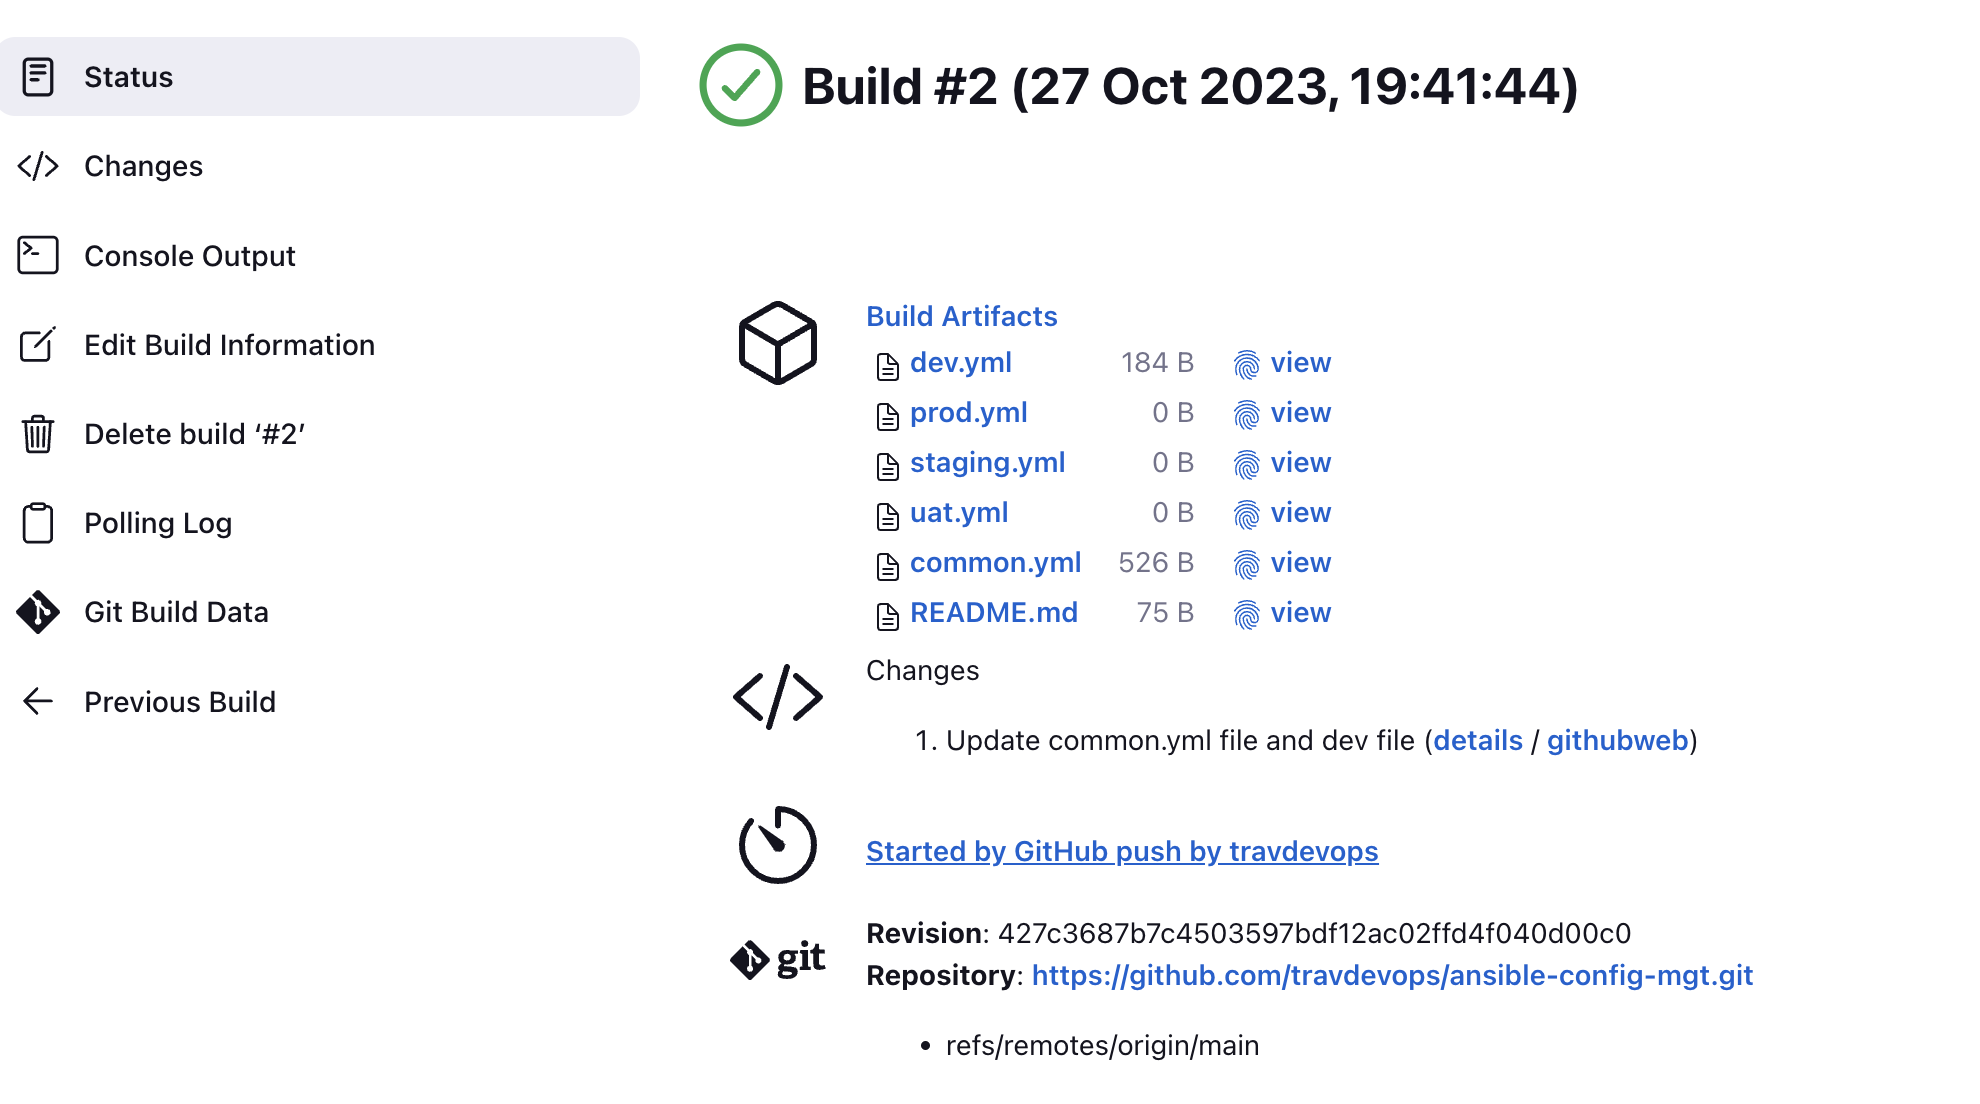 Status
Changes
Console Output
Edit Build Information
Delete build ‘#2’
Polling Log
Git Build Data
Previous Build
Build #2 (27 Oct 2023, 19:41:44)
Build Artifacts
dev.yml 184 B view
prod.yml 0 B view
staging.yml 0 B view
uat.yml 0 B view
common.yml 526 B view
README.md 75 B view
Changes
1. Update common.yml file and dev file (details / githubweb)
Started by GitHub push by travdevops
git
Revision: 427c3687b7c4503597bdf12ac02ffd4f040d00c0
Repository: https://github.com/travdevops/ansible-config-mgt.git
• refs/remotes/origin/main